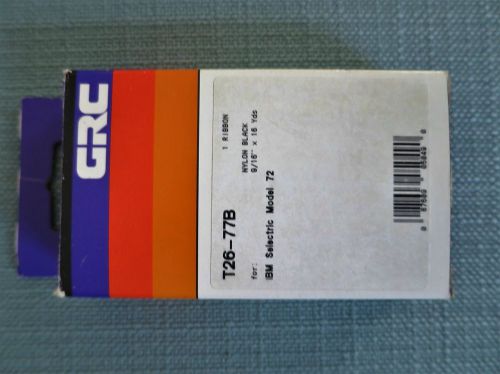 GRC
T26-77B
1 RIBBON
NYLON BLACK
9/16" x 16 Yds
for:
IBM Selectric Model 72